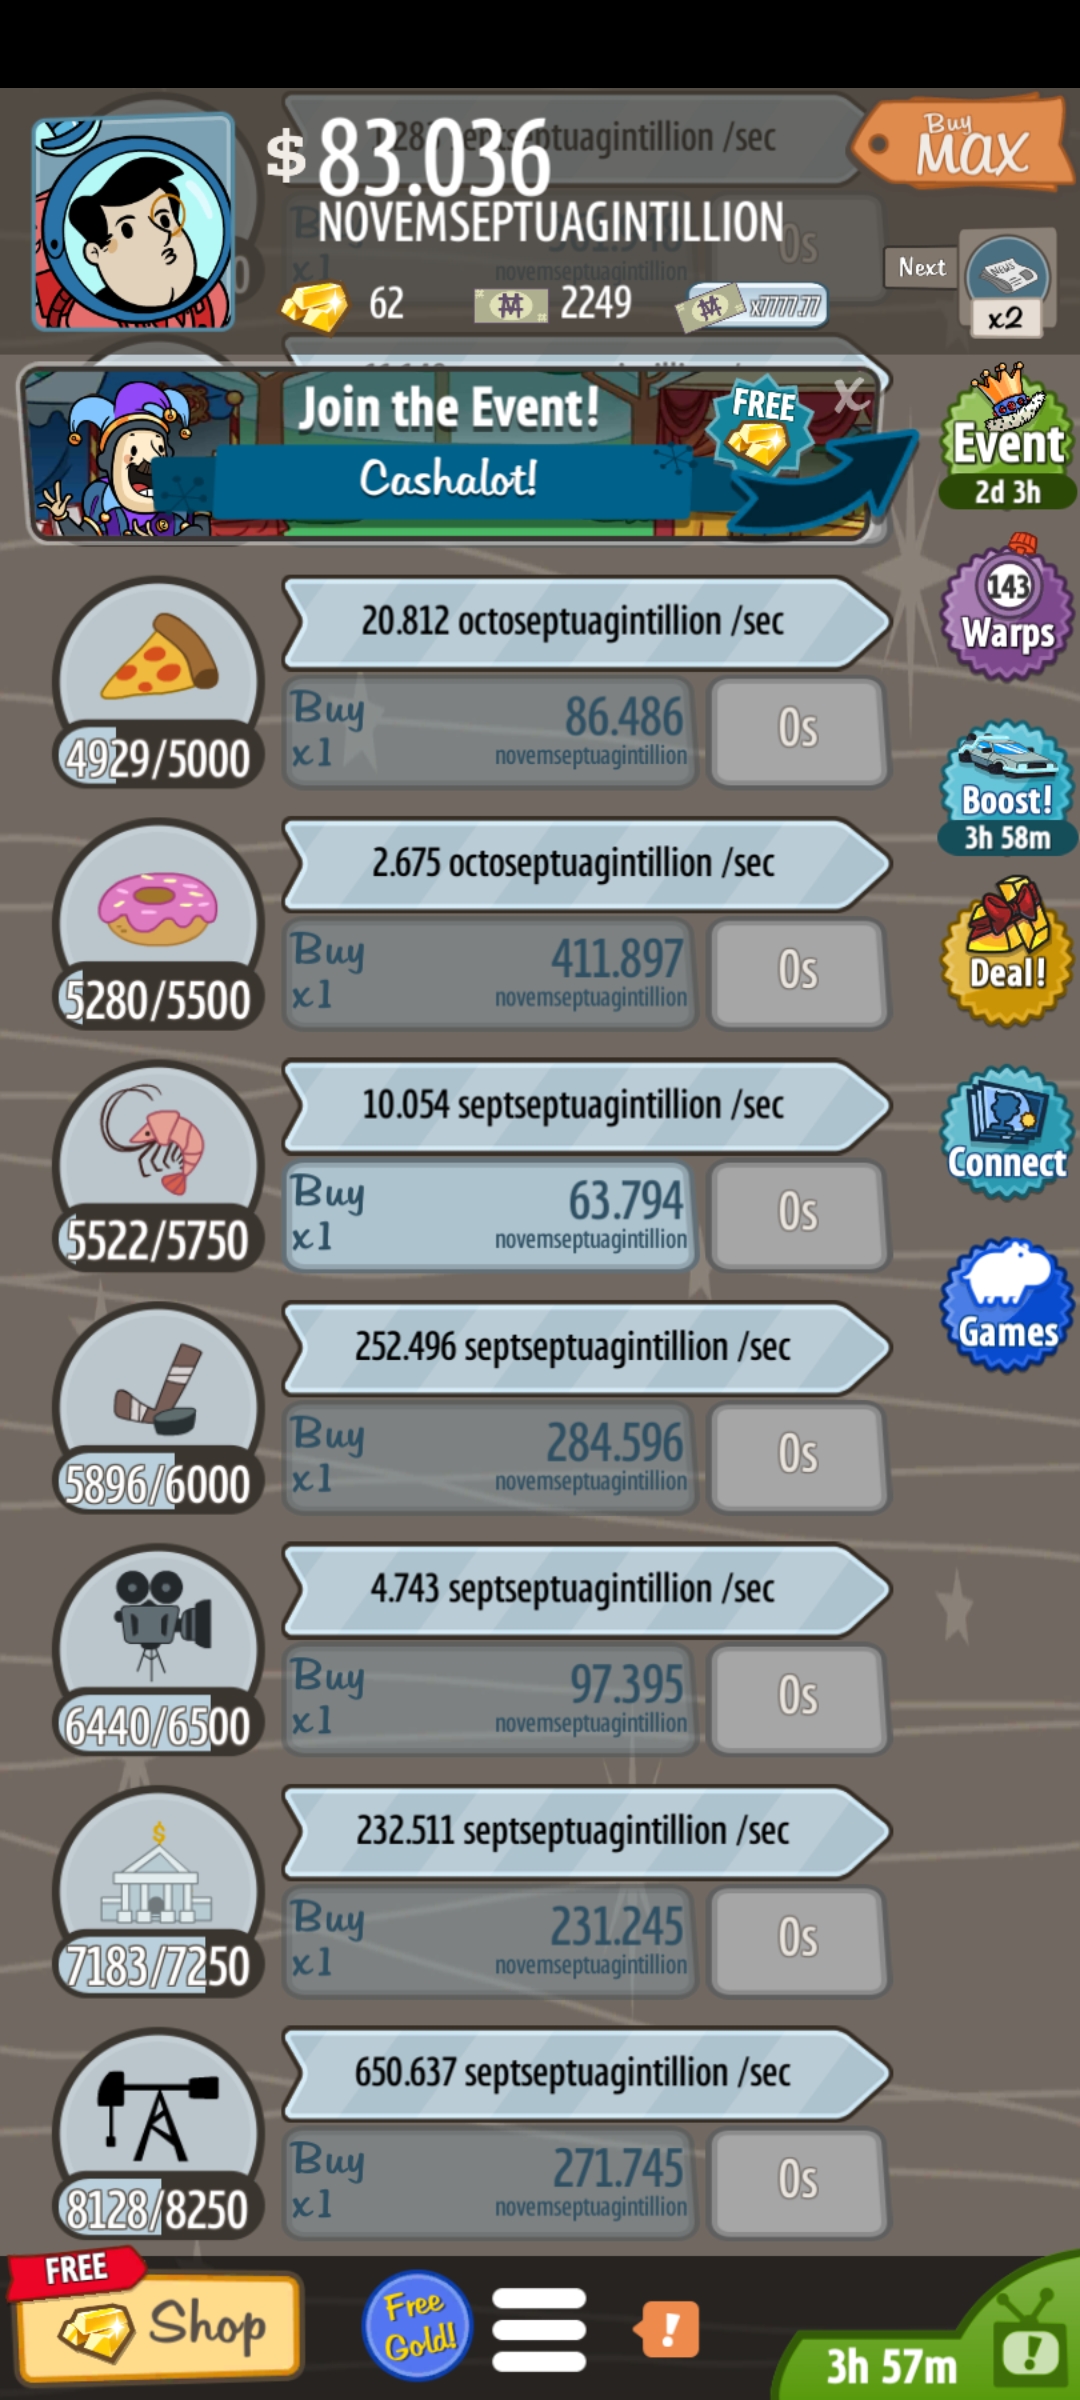 $ 83.036
NOVEMSEPTUAGINTILLION
Buy
MAX
62 2249 x7777.77
Next
x2
septuagintillion /sec
0s
x1
novemseptuagintillion
Join the Event!
FREE
X
Cashalot!
Event
2d 3h
20.812 octoseptuagintillion /sec
4929/5000
Buy
x1
86.486
novemseptuagintillion
0s
143
Warps
2.675 octoseptuagintillion /sec
5280/5500
Buy
x1
411.897
novemseptuagintillion
0s
Boost!
3h 58m
Deal!
10.054 septseptuagintillion /sec
5522/5750
Buy
x1
63.794
novemseptuagintillion
0s
Connect
252.496 septseptuagintillion /sec
5896/6000
Buy
x1
284.596
novemseptuagintillion
0s
Games
4.743 septseptuagintillion /sec
6440/6500
Buy
x1
97.395
novemseptuagintillion
0s
232.511 septseptuagintillion /sec
$
7183/7250
Buy
x1
231.245
novemseptuagintillion
0s
650.637 septseptuagintillion /sec
8128/8250
Buy
x1
271.745
novemseptuagintillion
0s
FREE
Shop
Free
Gold!
!
3h 57m
!